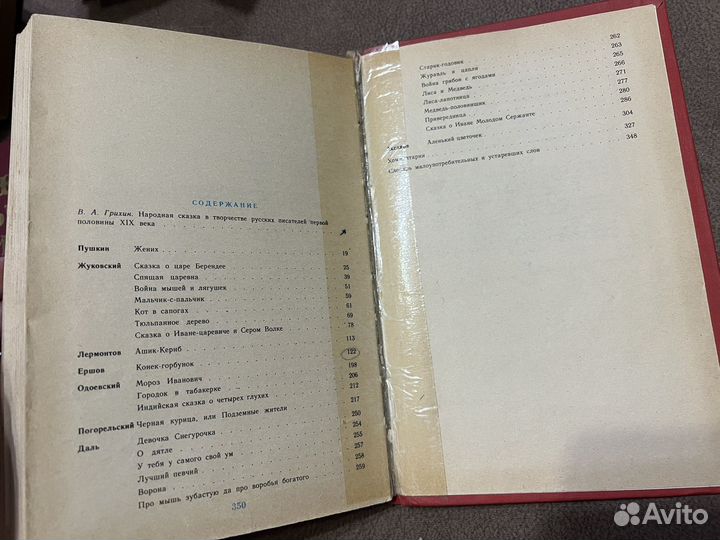 СОДЕРЖАНИЕ
В. А. Грихин. Народная сказка в творчестве русских писателей первой
половины XIX века . . .
Пушкин Жених . . . 19
Жуковский Сказка о царе Берендее . . . 25
Спящая царевна . . . 39
Война мышей и лягушек . . . 51
Мальчик-с-пальчик . . . 59
Кот в сапогах . . . 61
Тюльпанное дерево . . . 69
Сказка о Иване-царевиче и Сером Волке 78
Лермонтов Ашик-Кериб . . . 113
Ершов Конек-горбунок . . . 122
Одоевский Мороз Иванович . . . 198
Городок в табакерке . . . 206
Индийская сказка о четырех глухих 212
Погорельский Черная курица, или Подземные жители 217
Даль Девочка Снегурочка . . . 250
О дятле . . . 254
У тебя у самого свой ум . . . 255
Лучший певчий . . . 257
Ворона . . . 258
Про мышь зубастую да про воробья богатого 259
350
Старик-годовик . . . 262
Журавль и цапля . . . 263
Война грибов с ягодами . . . 265
Лиса и Медведь . . . 266
Лиса-лапотница . . . 271
Медведь-половинщик . . . 277
Привередница . . . 280
Сказка о Иване Молодом Сержанте 286
Аленький цветочек . . . 304
Комментарии . . . 327
Словарь малоупотребительных и устаревших слов 348
Avito